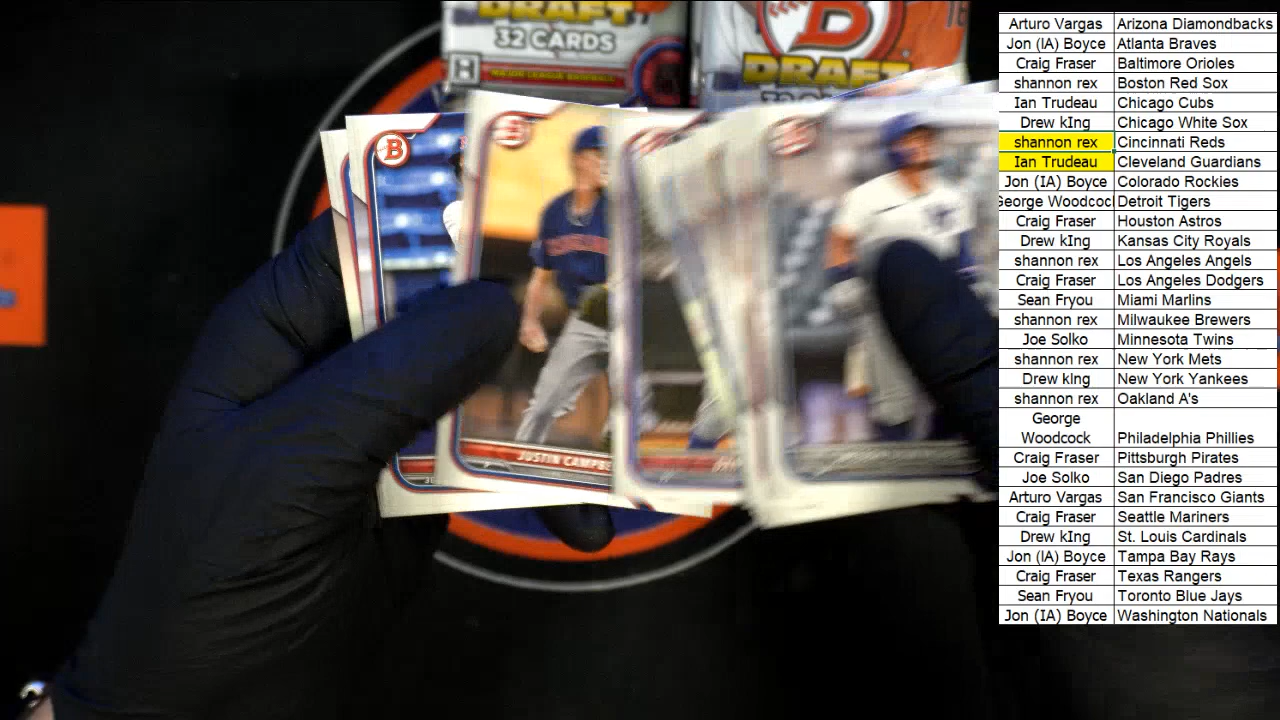 DRAFT
32 CARDS
H
MAJOR LEAGUE BASEBALL
B
DRAFT
B
JUSTIN CAMPBE
Arturo Vargas Arizona Diamondbacks
Jon (IA) Boyce Atlanta Braves
Craig Fraser Baltimore Orioles
shannon rex Boston Red Sox
Ian Trudeau Chicago Cubs
Drew kIng Chicago White Sox
shannon rex Cincinnati Reds
Ian Trudeau Cleveland Guardians
Jon (IA) Boyce Colorado Rockies
George Woodcoc Detroit Tigers
Craig Fraser Houston Astros
Drew kIng Kansas City Royals
shannon rex Los Angeles Angels
Craig Fraser Los Angeles Dodgers
Sean Fryou Miami Marlins
shannon rex Milwaukee Brewers
Joe Solko Minnesota Twins
shannon rex New York Mets
Drew kIng New York Yankees
shannon rex Oakland A's
George
Woodcock Philadelphia Phillies
Craig Fraser Pittsburgh Pirates
Joe Solko San Diego Padres
Arturo Vargas San Francisco Giants
Craig Fraser Seattle Mariners
Drew kIng St. Louis Cardinals
Jon (IA) Boyce Tampa Bay Rays
Craig Fraser Texas Rangers
Sean Fryou Toronto Blue Jays
Jon (IA) Boyce Washington Nationals